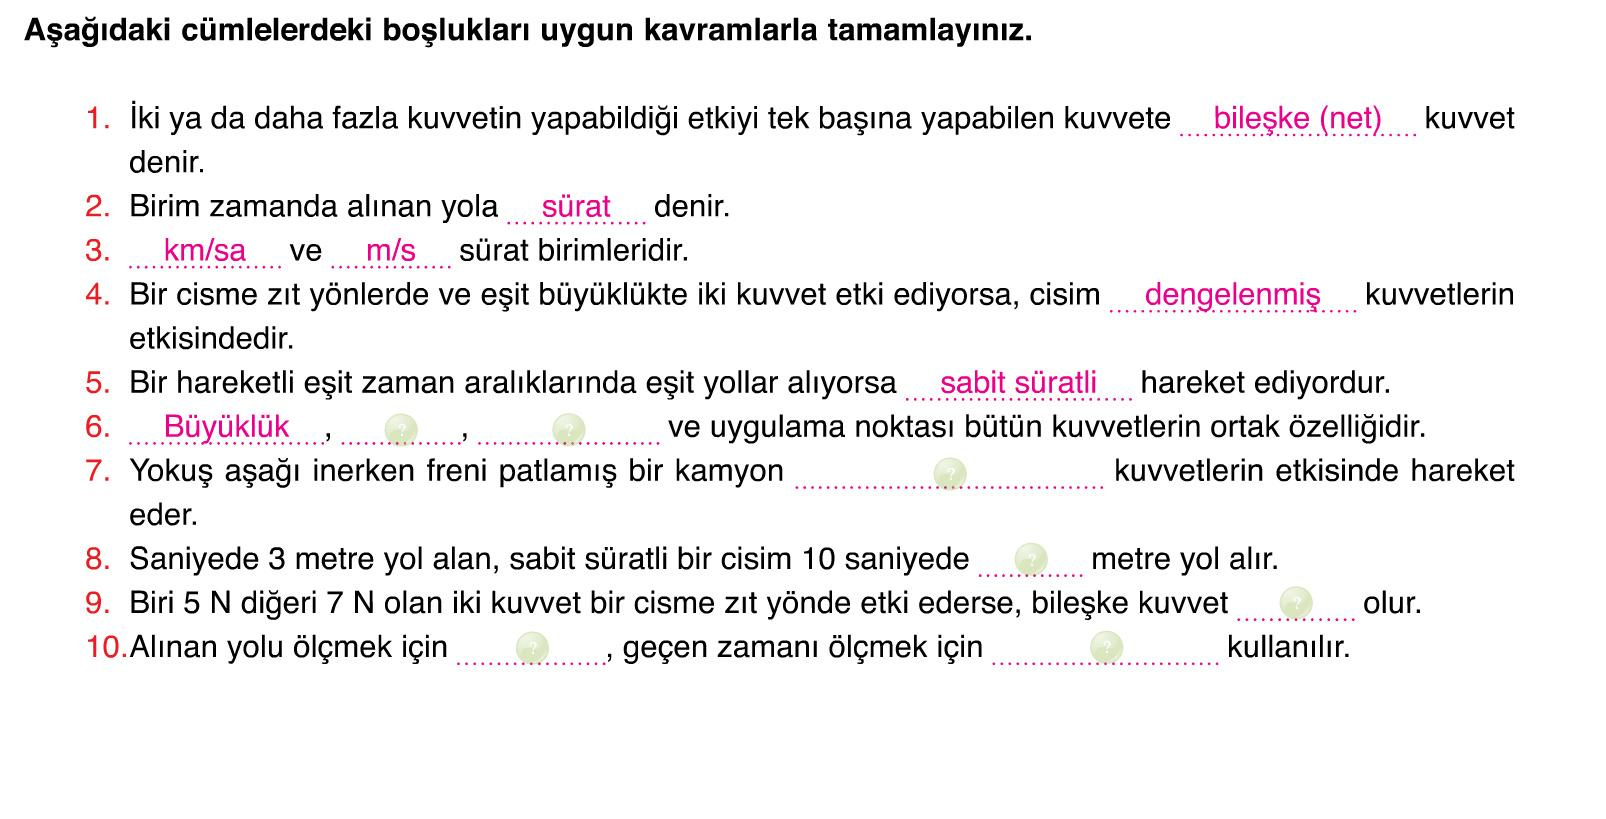 Aşağıdaki cümlelerdeki boşlukları uygun kavramlarla tamamlayınız.
1. İki ya da daha fazla kuvvetin yapabildiği etkiyi tek başına yapabilen kuvvete bileşke (net) kuvvet
denir.
2. Birim zamanda alınan yola sürat denir.
3. km/sa ve m/s sürat birimleridir.
4. Bir cisme zıt yönlerde ve eşit büyüklükte iki kuvvet etki ediyorsa, cisim dengelenmiş kuvvetlerin
etkisindedir.
5. Bir hareketli eşit zaman aralıklarında eşit yollar alıyorsa sabit süratli hareket ediyordur.
6. Büyüklük , ? , ? ve uygulama noktası bütün kuvvetlerin ortak özelliğidir.
7. Yokuş aşağı inerken freni patlamış bir kamyon ? kuvvetlerin etkisinde hareket
eder.
8. Saniyede 3 metre yol alan, sabit süratli bir cisim 10 saniyede ? metre yol alır.
9. Biri 5 N diğeri 7 N olan iki kuvvet bir cisme zıt yönde etki ederse, bileşke kuvvet ? olur.
10.Alınan yolu ölçmek için ? , geçen zamanı ölçmek için ? kullanılır.